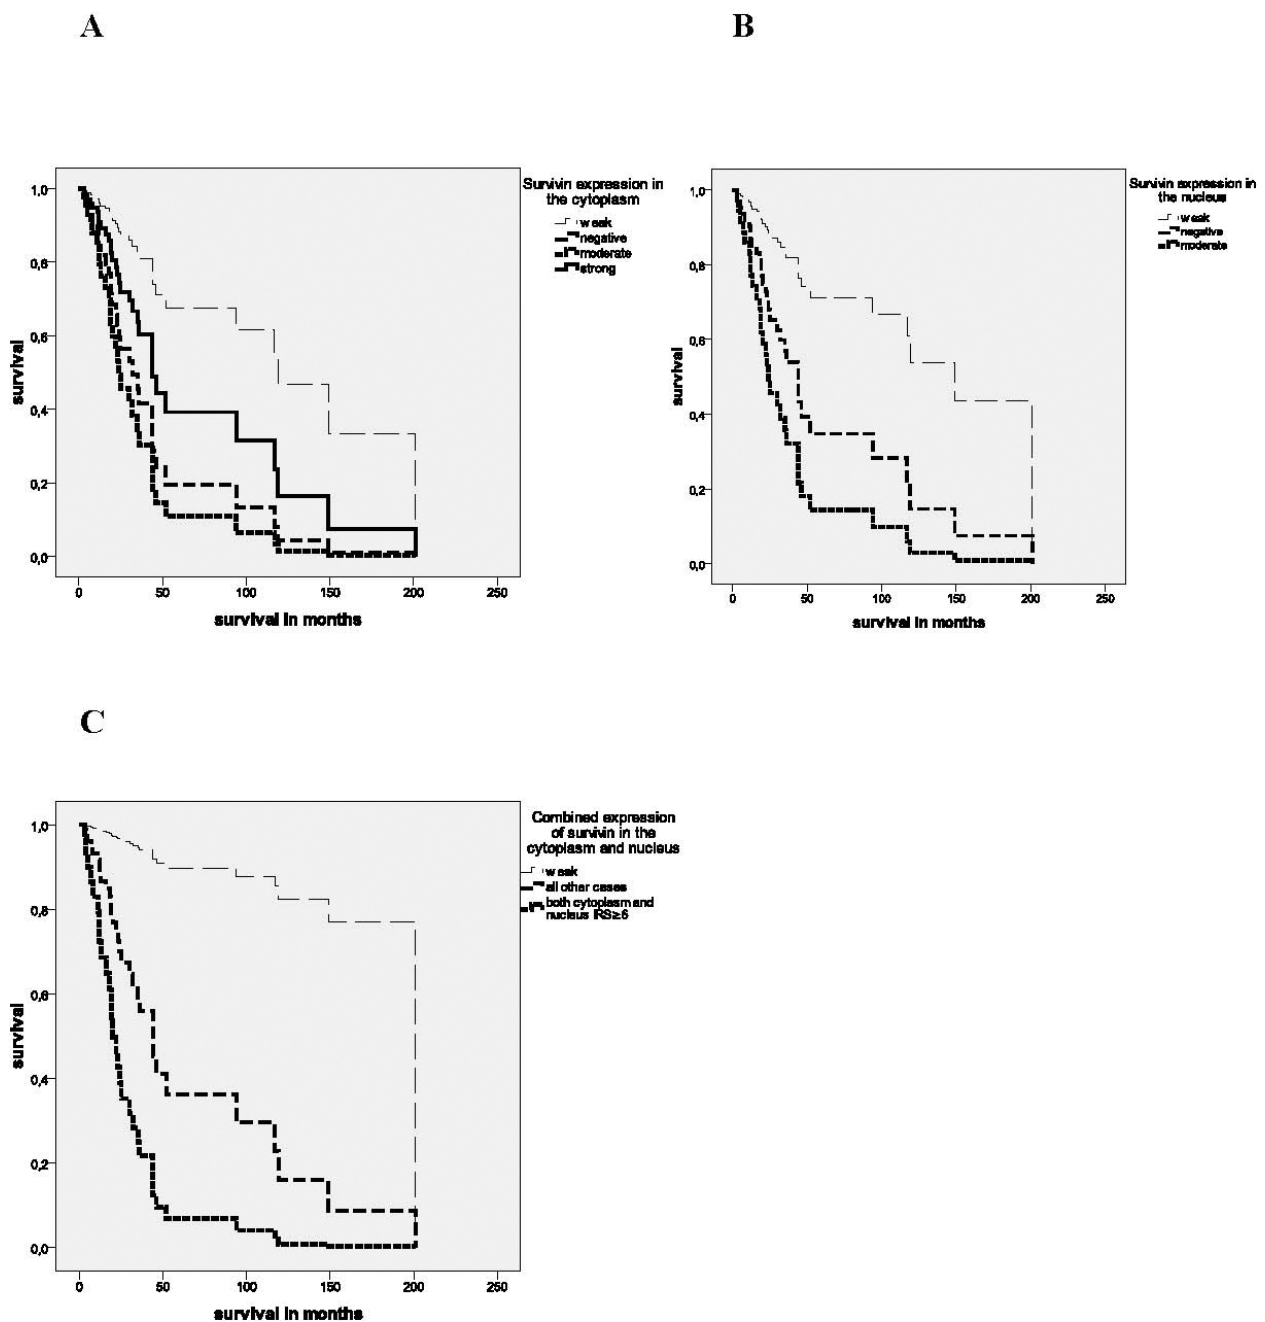 A
B
1,0
0,8
0,6
0,4
0,2
0,0
survival
0
50
100
150
200
250
survival in months
Survivin expression in
the cytoplasm
weak
negative
moderate
strong
1,0
0,8
0,6
0,4
0,2
0,0
survival
0
50
100
150
200
250
survival in months
Survivin expression in
the nucleus
weak
negative
moderate
C
1,0
0,8
0,6
0,4
0,2
0,0
survival
0
50
100
150
200
250
survival in months
Combined expression
of survivin in the
cytoplasm and nucleus
weak
all other cases
both cytoplasm and
nucleus IRS≥6